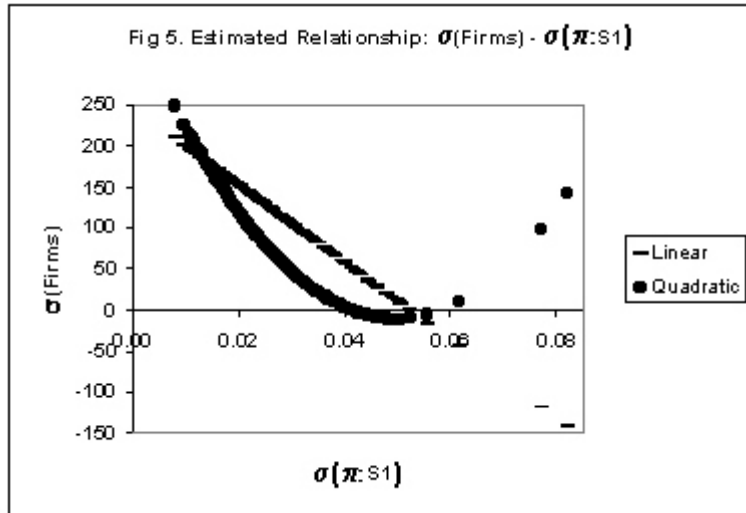 Fig 5. Estimated Relationship: σ(Firms) - σ(π:S1)
250
200
150
100
50
0
-50
-100
-150
0.00 0.02 0.04 0.06 0.08
σ(Firms)
σ(π:S1)
Linear
Quadratic